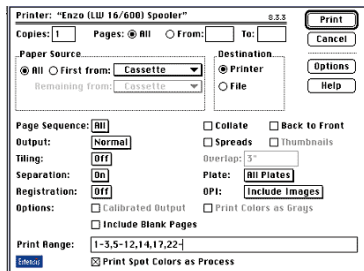 Printer: "Enzo (LW 16/600) Spooler" 8.3.3 Print
Copies: 1 Pages: All From: To: Cancel
Paper Source Destination
All First from: Cassette Printer Options
Remaining from: Cassette File Help
Page Sequence: All Collate Back to Front
Output: Normal Spreads Thumbnails
Tiling: Off Overlap: 3"
Separation: On Plate: All Plates
Registration: Off OPI: Include Images
Options: Calibrated Output Print Colors as Grays
Include Blank Pages
Print Range: 1-3,5-12,14,17,22-
Extensis Print Spot Colors as Process